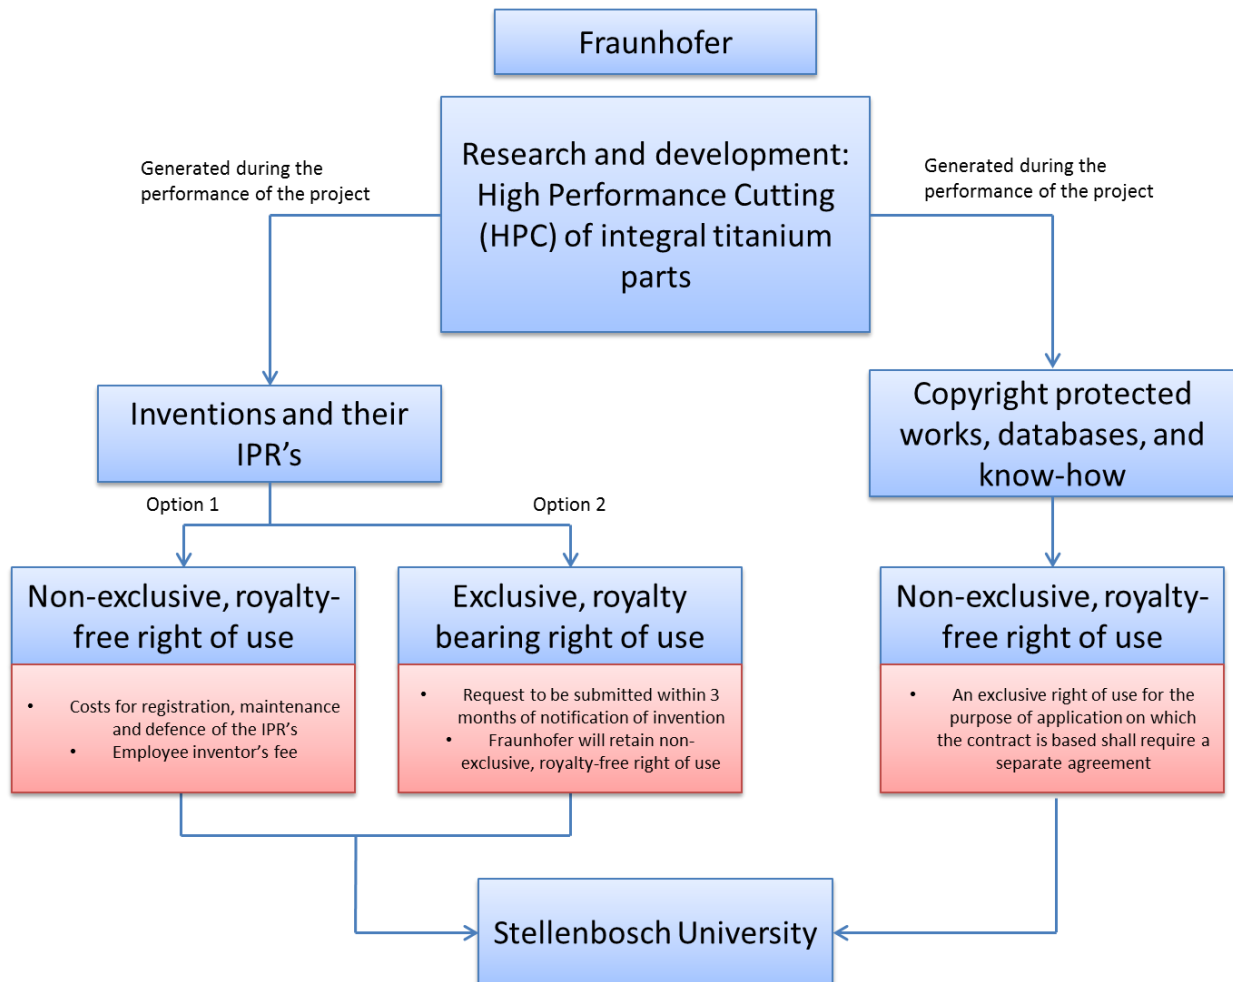 Fraunhofer
Research and development:
High Performance Cutting
(HPC) of integral titanium
parts
Generated during the
performance of the project
Generated during the
performance of the project
Inventions and their
IPR's
Copyright protected
works, databases, and
know-how
Option 1
Option 2
Non-exclusive, royalty-
free right of use
• Costs for registration, maintenance
and defence of the IPR's
• Employee inventor's fee
Exclusive, royalty
bearing right of use
• Request to be submitted within 3
months of notification of invention
• Fraunhofer will retain non-
exclusive, royalty-free right of use
Non-exclusive, royalty-
free right of use
• An exclusive right of use for the
purpose of application on which
the contract is based shall require a
separate agreement
Stellenbosch University